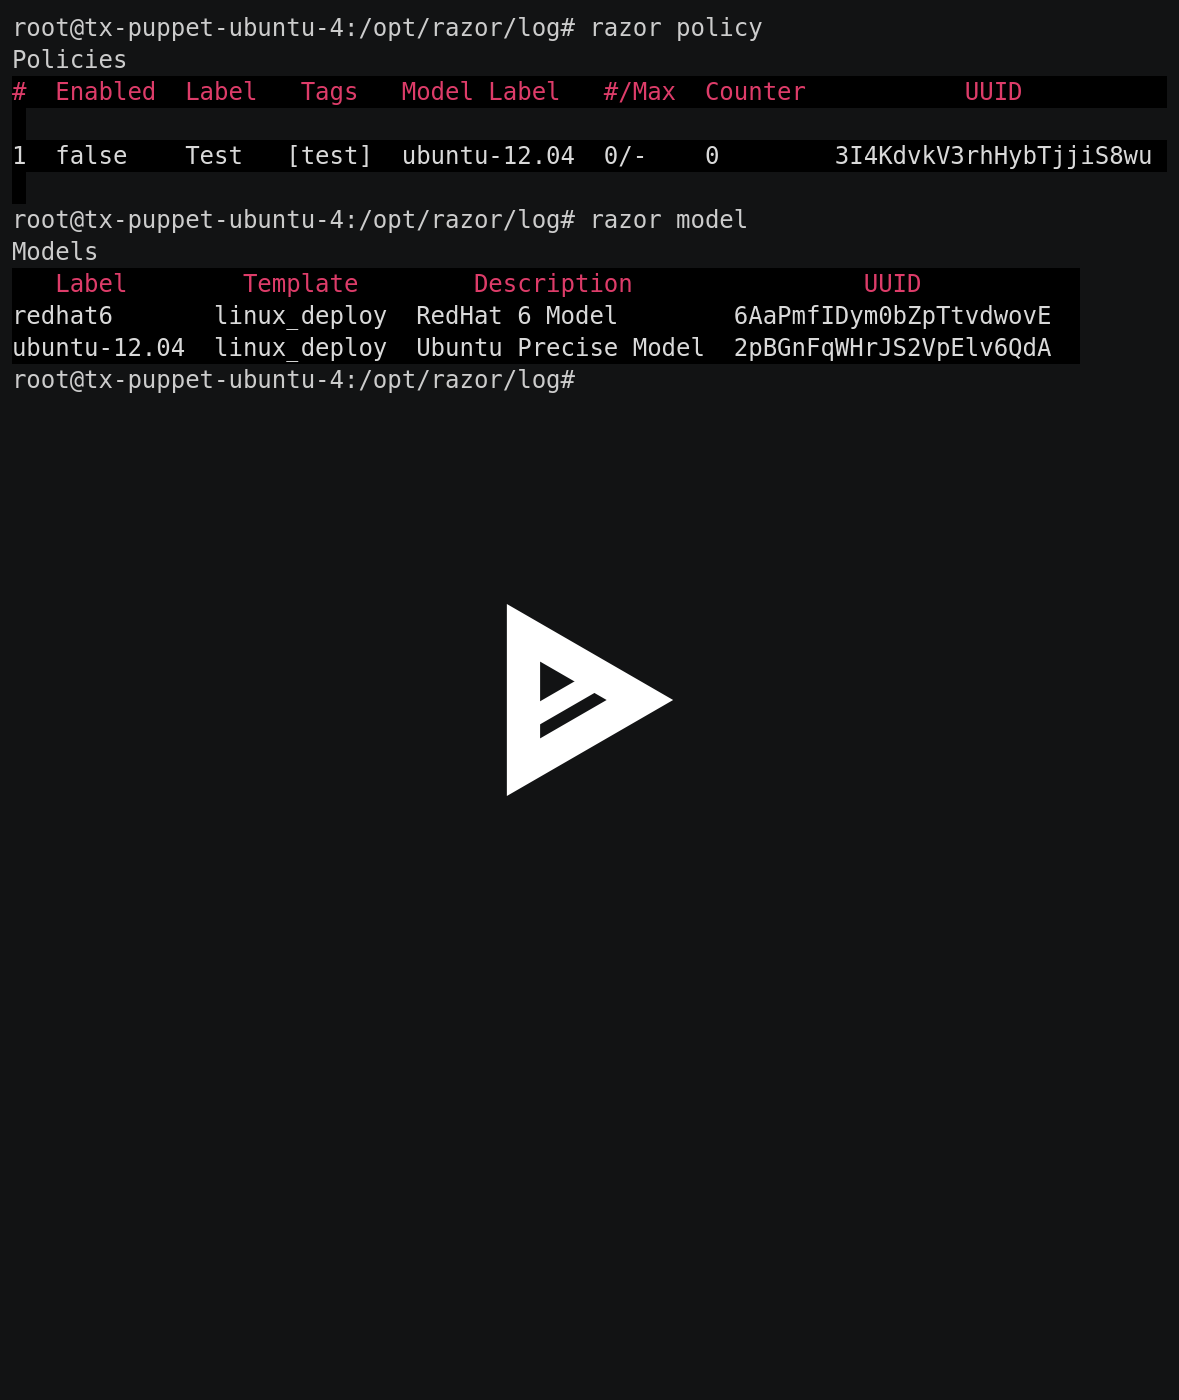 root@tx-puppet-ubuntu-4:/opt/razor/log# razor policy
Policies
#  Enabled  Label   Tags   Model Label   #/Max  Counter           UUID
1  false    Test   [test]  ubuntu-12.04  0/-    0        3I4KdvkV3rhHybTjjiS8wu
root@tx-puppet-ubuntu-4:/opt/razor/log# razor model
Models
   Label        Template        Description                UUID
redhat6       linux_deploy  RedHat 6 Model        6AaPmfIDym0bZpTtvdwovE
ubuntu-12.04  linux_deploy  Ubuntu Precise Model  2pBGnFqWHrJS2VpElv6QdA
root@tx-puppet-ubuntu-4:/opt/razor/log#